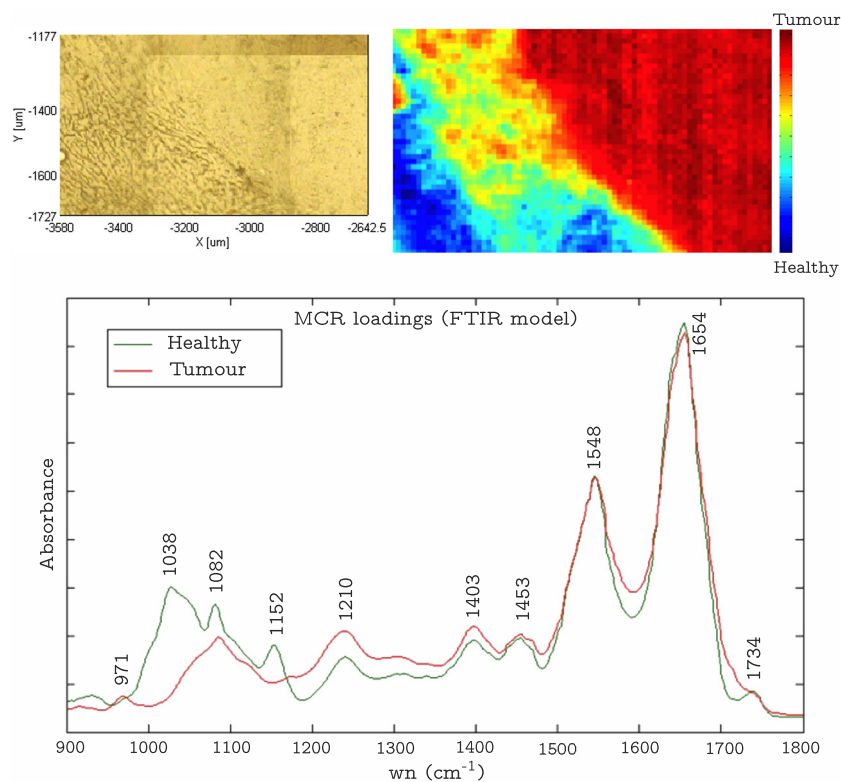 -1177
-1400
-1600
-1727
Y [um]
-3580 -3400 -3200 -3000 -2800 -2642.5
X [um]
Tumour
Healthy
MCR loadings (FTIR model)
Healthy
Tumour
Absorbance
971
1038
1082
1152
1210
1403
1453
1548
1654
1734
900 1000 1100 1200 1300 1400 1500 1600 1700 1800
wn (cm⁻¹)